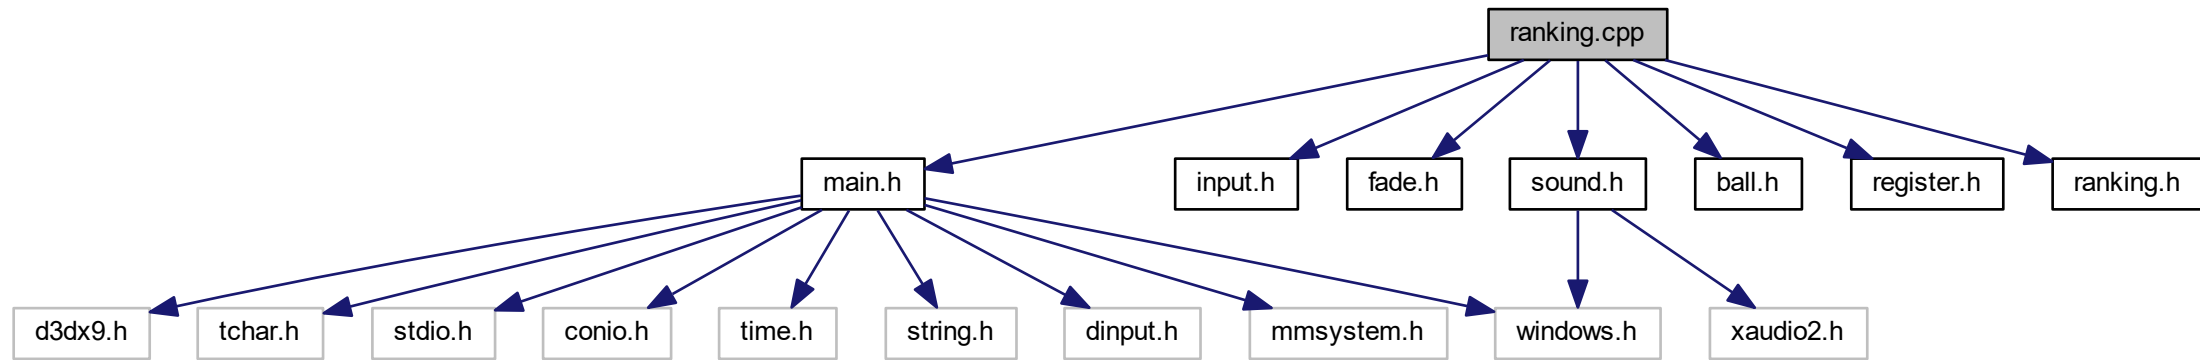 ranking.cpp
main.h
input.h
fade.h
sound.h
ball.h
register.h
ranking.h
d3dx9.h
tchar.h
stdio.h
conio.h
time.h
string.h
dinput.h
mmsystem.h
windows.h
xaudio2.h